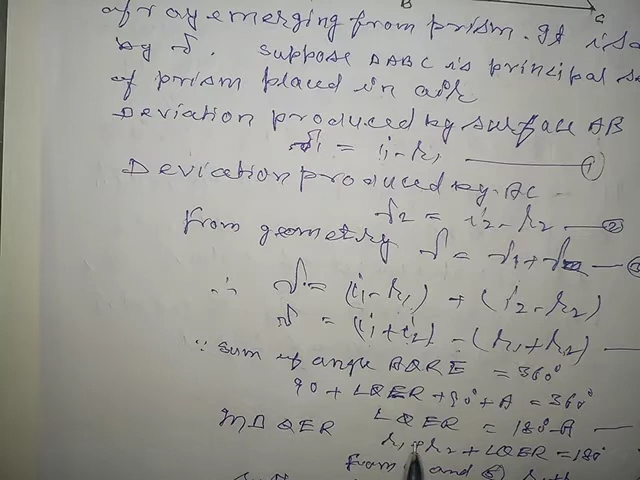 B C
of ray emerging from prism. It is a
by δ. suppose ΔABC is principal se
of prism placed in air
Deviation produced by surface AB
δ1 = i1 - r1 — ①
Deviation produced by AC
δ2 = i2 - r2 — ②
from geometry δ = δ1 + δ2 —
∴ δ = (i1 - r1) + (i2 - r2)
δ = (i1 + i2) - (r1 + r2) —
∵ sum of angle AQRE = 360°
90 + ∠QER + 90° + A = 360°
In Δ QER ∠QER = 180 - A —
r1 + r2 + ∠QER = 180°
from and ⑤